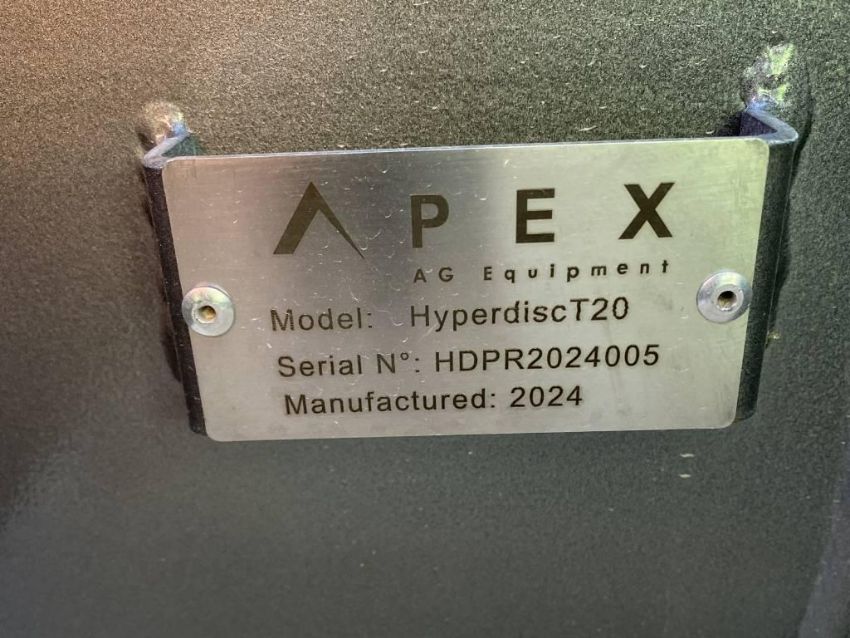 APEX
AG Equipment
Model: HyperdiscT20
Serial N°: HDPR2024005
Manufactured: 2024